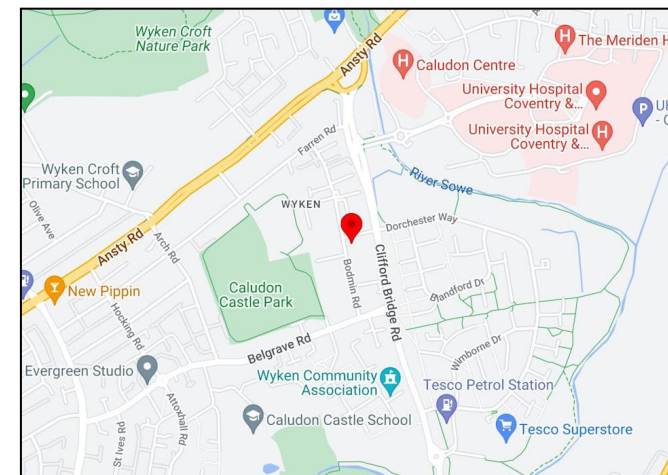 Wyken Croft
Nature Park
Ansty Rd
The Meriden H
Caludon Centre
University Hospital
Coventry &...
University Hospital
Coventry &...
Farren Rd
River Sowe
Wyken Croft
Primary School
WYKEN
Olive Ave
Dorchester Way
Arch Rd
Ansty Rd
Clifford Bridge Rd
Bodmin Rd
Caludon
Castle Park
New Pippin
Blandford Dr
Hocking Rd
Belgrave Rd
Wimborne Dr
Evergreen Studio
Wyken Community
Association
Tesco Petrol Station
Attoxhall Rd
St Ives Rd
Caludon Castle School
Tesco Superstore